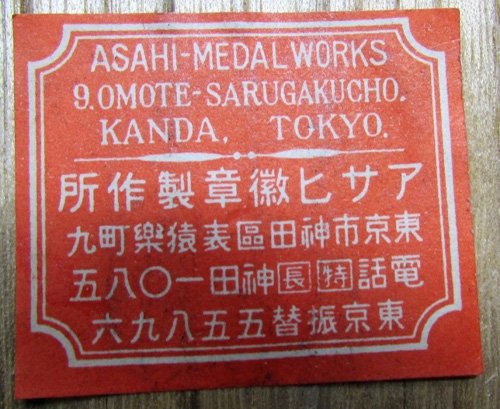 ASAHI-MEDAL WORKS
9. OMOTE-SARUGAKUCHO.
KANDA, TOKYO.
アサヒ徽章製作所
東京市神田區表猿樂町九
電話特長神田一〇八五
東京振替五五八九六